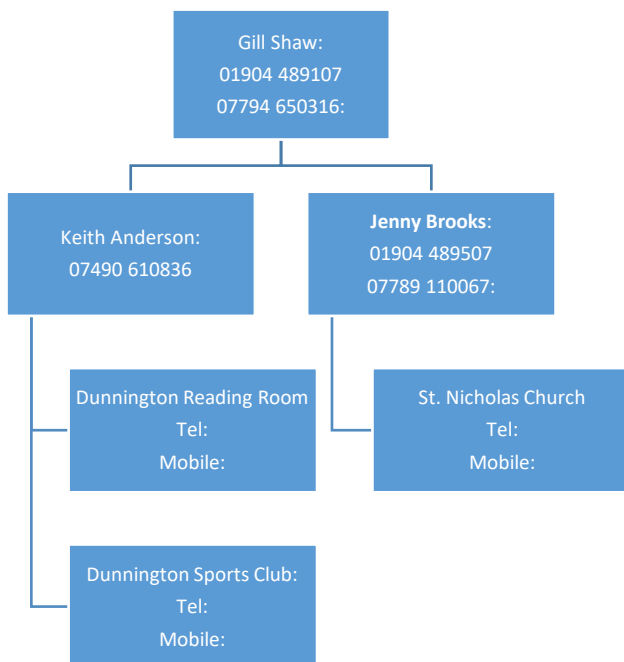 Gill Shaw:
01904 489107
07794 650316:
Keith Anderson:
07490 610836
Jenny Brooks:
01904 489507
07789 110067:
Dunnington Reading Room
Tel:
Mobile:
St. Nicholas Church
Tel:
Mobile:
Dunnington Sports Club:
Tel:
Mobile: